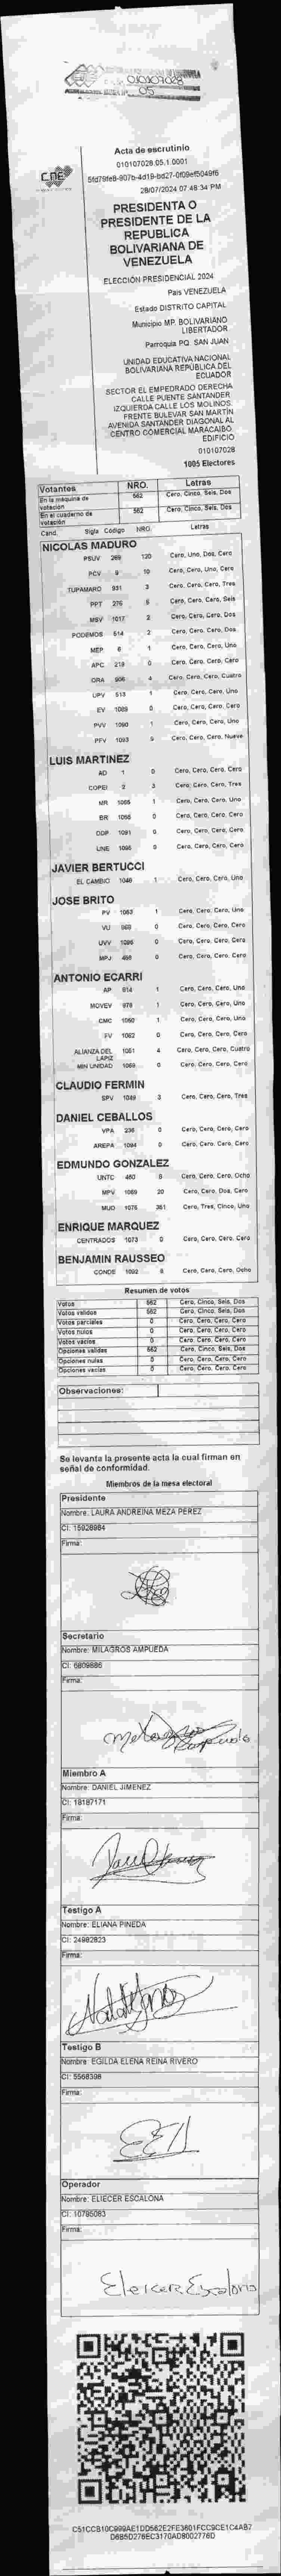 010107028
05
CNE
Acta de escrutinio
010107028.05.1.0001
5fd79fe8-907b-4d19-bd27-0f09ef5049f6
28/07/2024 07:48:34 PM
PRESIDENTA O
PRESIDENTE DE LA
REPUBLICA
BOLIVARIANA DE
VENEZUELA
ELECCIÓN PRESIDENCIAL 2024
Pais VENEZUELA
Estado DISTRITO CAPITAL
Municipio MP. BOLIVARIANO
LIBERTADOR
Parroquia PQ. SAN JUAN
UNIDAD EDUCATIVA NACIONAL
BOLIVARIANA REPÚBLICA DEL
ECUADOR
SECTOR EL EMPEDRADO DERECHA
CALLE PUENTE SANTANDER
IZQUIERDA CALLE LOS MOLINOS.
FRENTE BULEVAR SAN MARTIN
AVENIDA SANTANDER DIAGONAL AL
CENTRO COMERCIAL MARACAIBO.
EDIFICIO
010107028
1005 Electores
Votantes NRO. Letras
En la máquina de votación 562 Cero, Cinco, Seis, Dos
En el cuaderno de votación 562 Cero, Cinco, Seis, Dos
Cand. Sigla Código NRO. Letras
NICOLAS MADURO
PSUV 269 120 Cero, Uno, Dos, Cero
PCV 9 10 Cero, Cero, Uno, Cero
TUPAMARO 931 3 Cero, Cero, Cero, Tres
PPT 276 6 Cero, Cero, Cero, Seis
MSV 1017 2 Cero, Cero, Cero, Dos
PODEMOS 514 2 Cero, Cero, Cero, Dos
MEP 6 1 Cero, Cero, Cero, Uno
APC 219 0 Cero, Cero, Cero, Cero
ORA 906 4 Cero, Cero, Cero, Cuatro
UPV 513 1 Cero, Cero, Cero, Uno
EV 1089 0 Cero, Cero, Cero, Cero
PVV 1090 1 Cero, Cero, Cero, Uno
PFV 1093 9 Cero, Cero, Cero, Nueve
LUIS MARTINEZ
AD 1 0 Cero, Cero, Cero, Cero
COPEI 2 3 Cero, Cero, Cero, Tres
MR 1005 1 Cero, Cero, Cero, Uno
BR 1056 0 Cero, Cero, Cero, Cero
DDP 1091 0 Cero, Cero, Cero, Cero
UNE 1095 0 Cero, Cero, Cero, Cero
JAVIER BERTUCCI
EL CAMBIO 1048 1 Cero, Cero, Cero, Uno
JOSE BRITO
PV 1053 1 Cero, Cero, Cero, Uno
VU 968 0 Cero, Cero, Cero, Cero
UVV 1096 0 Cero, Cero, Cero, Cero
MPJ 0 Cero, Cero, Cero, Cero
ANTONIO ECARRI
AP 914 1 Cero, Cero, Cero, Uno
MOVEV 976 1 Cero, Cero, Cero, Uno
CMC 1050 1 Cero, Cero, Cero, Uno
FV 1062 0 Cero, Cero, Cero, Cero
ALIANZA DEL LAPIZ 1051 4 Cero, Cero, Cero, Cuatro
MIN UNIDAD 1069 0 Cero, Cero, Cero, Cero
CLAUDIO FERMIN
SPV 1049 3 Cero, Cero, Cero, Tres
DANIEL CEBALLOS
VPA 236 0 Cero, Cero, Cero, Cero
AREPA 1094 0 Cero, Cero, Cero, Cero
EDMUNDO GONZALEZ
UNTC 460 8 Cero, Cero, Cero, Ocho
MPV 1069 20 Cero, Cero, Dos, Cero
MUD 1076 351 Cero, Tres, Cinco, Uno
ENRIQUE MARQUEZ
CENTRADOS 1073 0 Cero, Cero, Cero, Cero
BENJAMIN RAUSSEO
CONDE 1092 8 Cero, Cero, Cero, Ocho
Resumen de votos
Votos 562 Cero, Cinco, Seis, Dos
Votos válidos 562 Cero, Cinco, Seis, Dos
Votos parciales 0 Cero, Cero, Cero, Cero
Votos nulos 0 Cero, Cero, Cero, Cero
Votos vacíos 0 Cero, Cero, Cero, Cero
Opciones válidas 562 Cero, Cinco, Seis, Dos
Opciones nulas 0 Cero, Cero, Cero, Cero
Opciones vacías 0 Cero, Cero, Cero, Cero
Observaciones:
Se levanta la presente acta la cual firman en
señal de conformidad.
Miembros de la mesa electoral
Presidente
Nombre: LAURA ANDREINA MEZA PEREZ
CI: 15928984
Firma:
Secretario
Nombre: MILAGROS AMPUEDA
CI: 6809886
Firma:
Miembro A
Nombre: DANIEL JIMENEZ
CI: 18187171
Firma:
Testigo A
Nombre: ELIANA PINEDA
CI: 24982823
Firma:
Testigo B
Nombre: EGILDA ELENA REINA RIVERO
CI: 5568398
Firma:
Operador
Nombre: ELIECER ESCALONA
CI: 10795083
Firma:
Eliecer Escalona
C51CCB10C999AE1DD562E2FE3601FCC9CE1C4AB7
D6B5D276EC3170AD8002776D